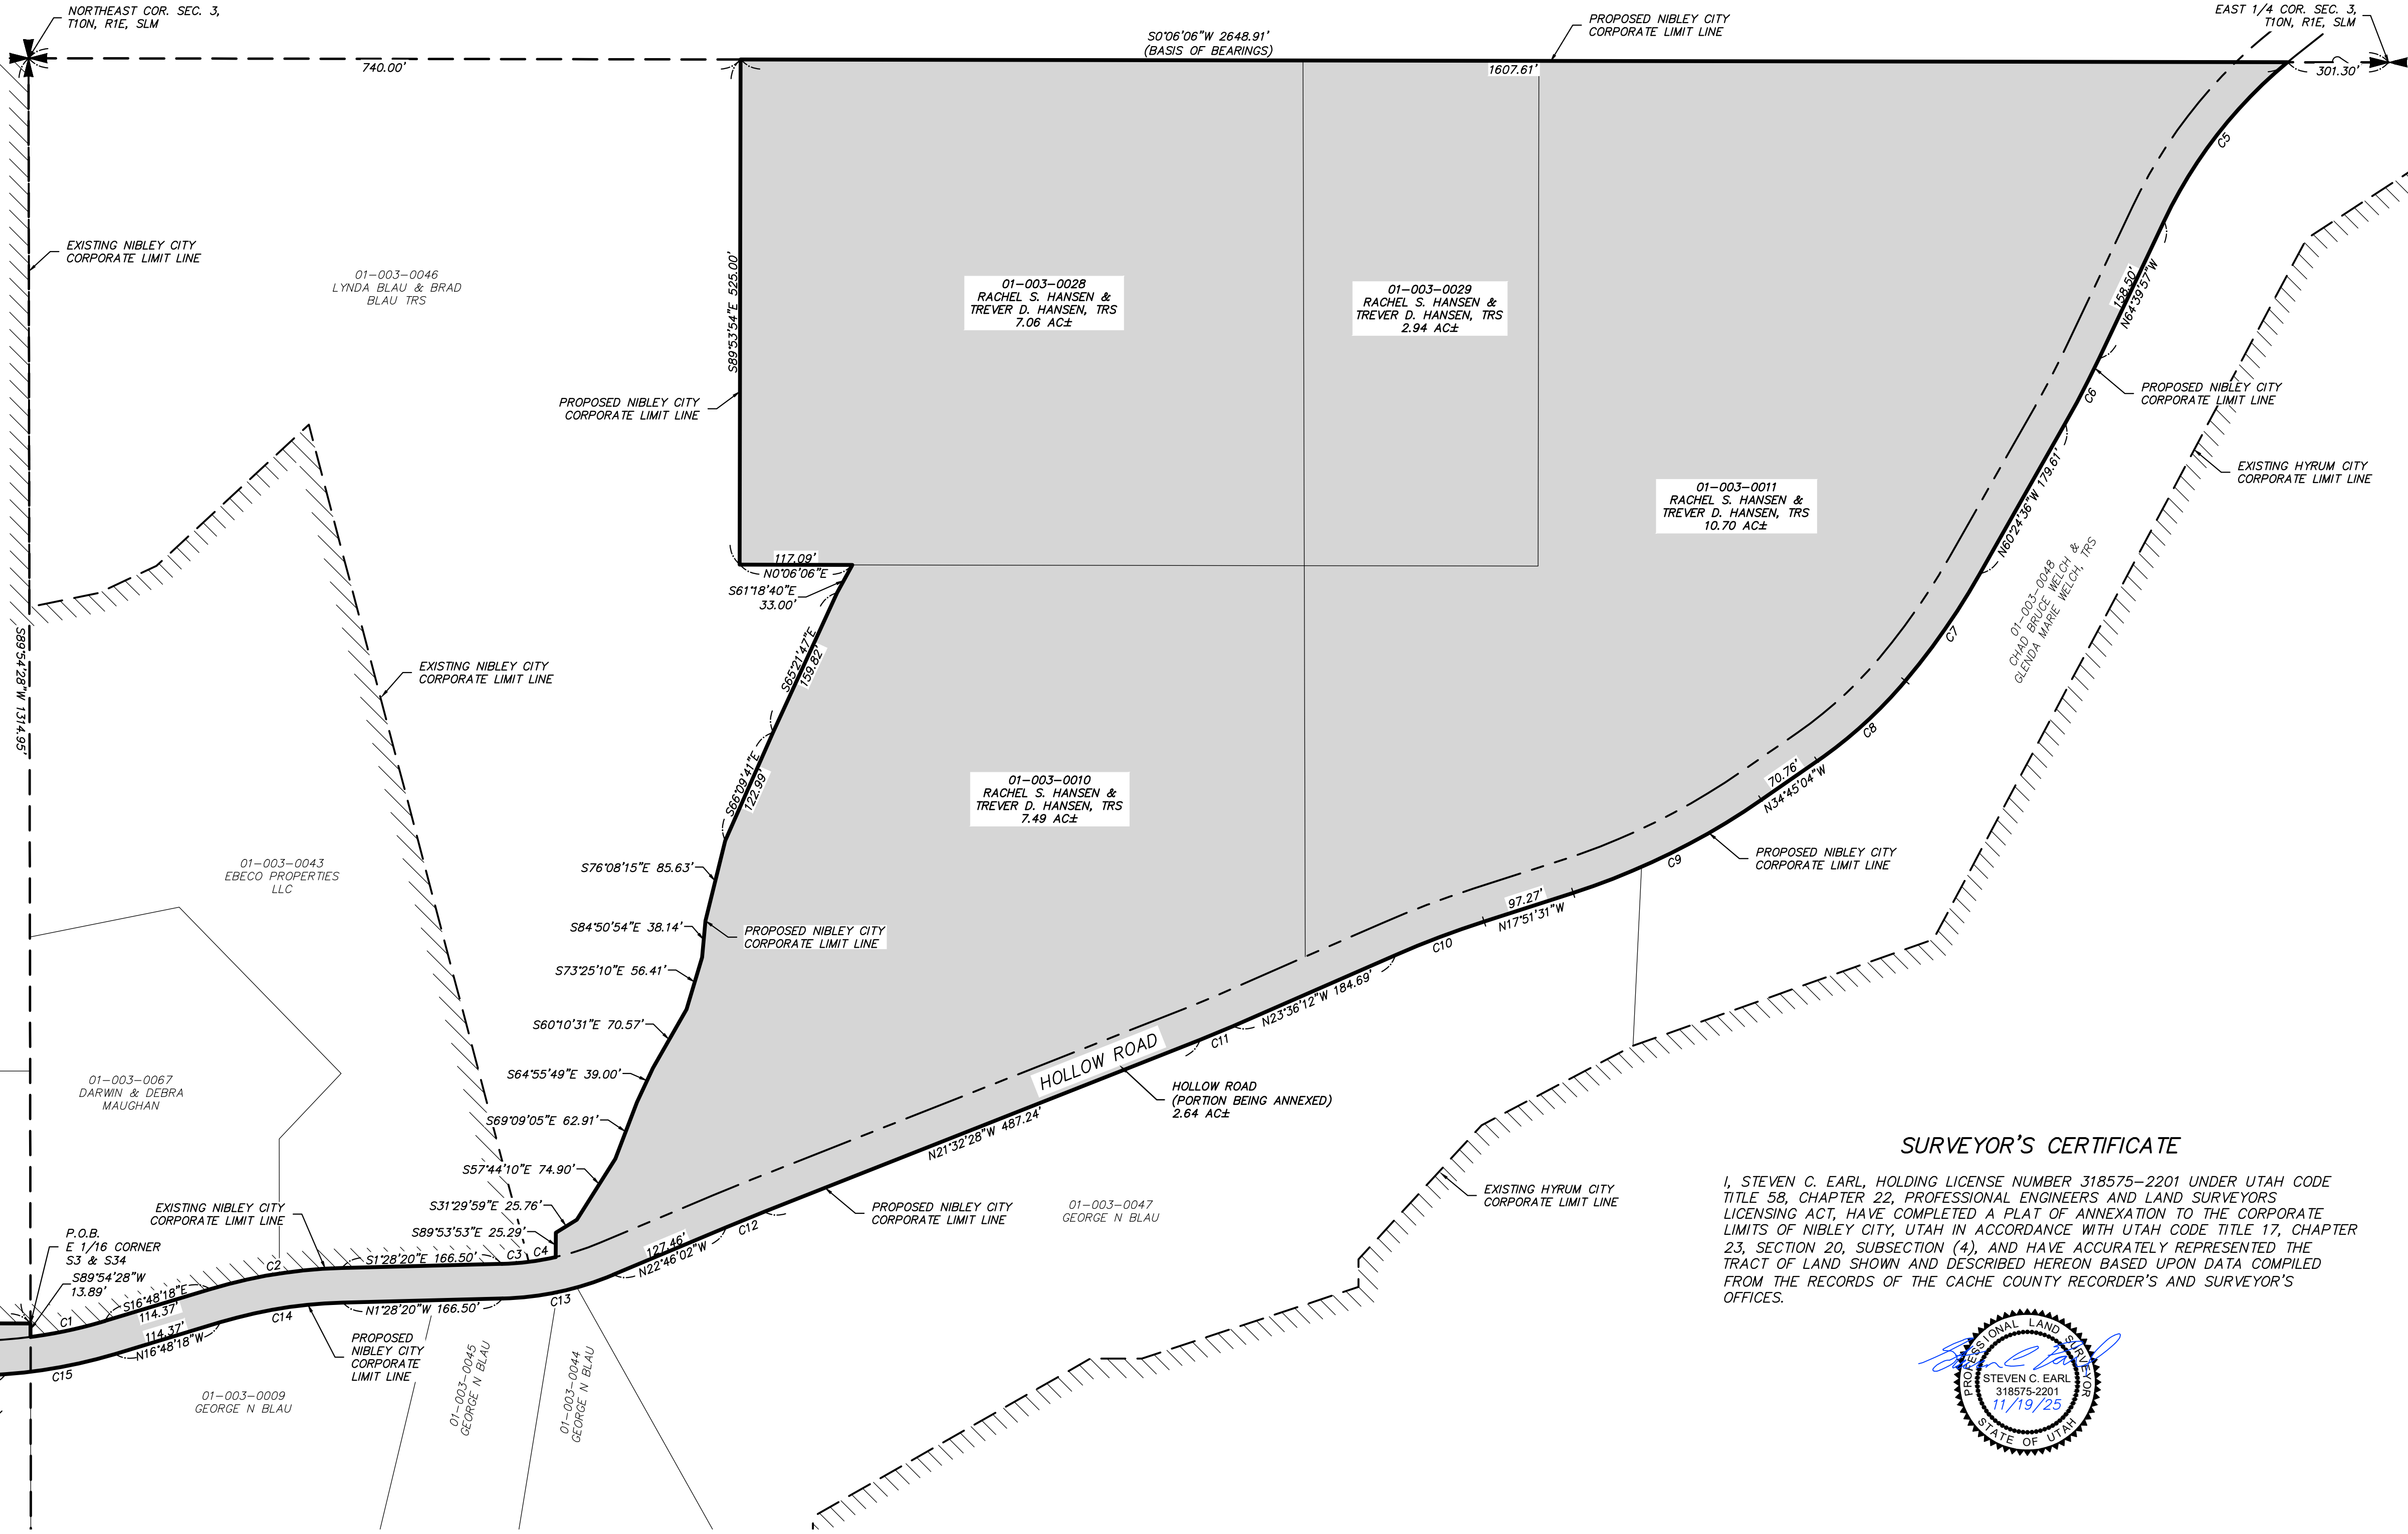 NORTHEAST COR. SEC. 3,
T10N, R1E, SLM
740.00'
S0°06'06"W 2648.91'
(BASIS OF BEARINGS)
PROPOSED NIBLEY CITY
CORPORATE LIMIT LINE
1607.61'
EAST 1/4 COR. SEC. 3,
T10N, R1E, SLM
301.30'
C5
EXISTING NIBLEY CITY
CORPORATE LIMIT LINE
01-003-0046
LYNDA BLAU & BRAD
BLAU TRS
S89°53'54"E 525.00'
01-003-0028
RACHEL S. HANSEN &
TREVER D. HANSEN, TRS
7.06 AC±
01-003-0029
RACHEL S. HANSEN &
TREVER D. HANSEN, TRS
2.94 AC±
158.50'
N64°39'57"W
PROPOSED NIBLEY CITY
CORPORATE LIMIT LINE
PROPOSED NIBLEY CITY
CORPORATE LIMIT LINE
C6
EXISTING HYRUM CITY
CORPORATE LIMIT LINE
01-003-0011
RACHEL S. HANSEN &
TREVER D. HANSEN, TRS
10.70 AC±
N60°24'36"W 179.61'
117.09'
N0°06'06"E
S61°18'40"E
33.00'
01-003-0048
CHAD BRUCE WELCH &
GLENDA MARIE WELCH, TRS
C7
S89°54'28"W 1314.95'
EXISTING NIBLEY CITY
CORPORATE LIMIT LINE
S65°21'47"E
159.82'
C8
S66°09'41"E
122.99'
01-003-0010
RACHEL S. HANSEN &
TREVER D. HANSEN, TRS
7.49 AC±
70.76'
N34°45'04"W
01-003-0043
EBECO PROPERTIES
LLC
S76°08'15"E 85.63'
C9
PROPOSED NIBLEY CITY
CORPORATE LIMIT LINE
97.27'
N17°51'31"W
S84°50'54"E 38.14'
PROPOSED NIBLEY CITY
CORPORATE LIMIT LINE
C10
S73°25'10"E 56.41'
N23°36'12"W 184.69'
S60°10'31"E 70.57'
C11
HOLLOW ROAD
S64°55'49"E 39.00'
01-003-0067
DARWIN & DEBRA
MAUGHAN
HOLLOW ROAD
(PORTION BEING ANNEXED)
2.64 AC±
S69°09'05"E 62.91'
N21°32'28"W 487.24'
S57°44'10"E 74.90'
S31°29'59"E 25.76'
EXISTING NIBLEY CITY
CORPORATE LIMIT LINE
PROPOSED NIBLEY CITY
CORPORATE LIMIT LINE
01-003-0047
GEORGE N BLAU
EXISTING HYRUM CITY
CORPORATE LIMIT LINE
S89°53'53"E 25.29'
C12
P.O.B.
E 1/16 CORNER
S3 & S34
S89°54'28"W
13.89'
C1
S16°48'18"E
114.37'
C2
S1°28'20"E 166.50'
C3
C4
127.46'
N22°46'02"W
C13
N1°28'20"W 166.50'
C14
114.37'
N16°48'18"W
C15
PROPOSED
NIBLEY CITY
CORPORATE
LIMIT LINE
01-003-0009
GEORGE N BLAU
01-003-0045
GEORGE N BLAU
01-003-0044
GEORGE N BLAU
SURVEYOR'S CERTIFICATE
I, STEVEN C. EARL, HOLDING LICENSE NUMBER 318575-2201 UNDER UTAH CODE
TITLE 58, CHAPTER 22, PROFESSIONAL ENGINEERS AND LAND SURVEYORS
LICENSING ACT, HAVE COMPLETED A PLAT OF ANNEXATION TO THE CORPORATE
LIMITS OF NIBLEY CITY, UTAH IN ACCORDANCE WITH UTAH CODE TITLE 17, CHAPTER
23, SECTION 20, SUBSECTION (4), AND HAVE ACCURATELY REPRESENTED THE
TRACT OF LAND SHOWN AND DESCRIBED HEREON BASED UPON DATA COMPILED
FROM THE RECORDS OF THE CACHE COUNTY RECORDER'S AND SURVEYOR'S
OFFICES.
PROFESSIONAL LAND SURVEYOR
Steven C Earl
STEVEN C. EARL
318575-2201
11/19/25
STATE OF UTAH